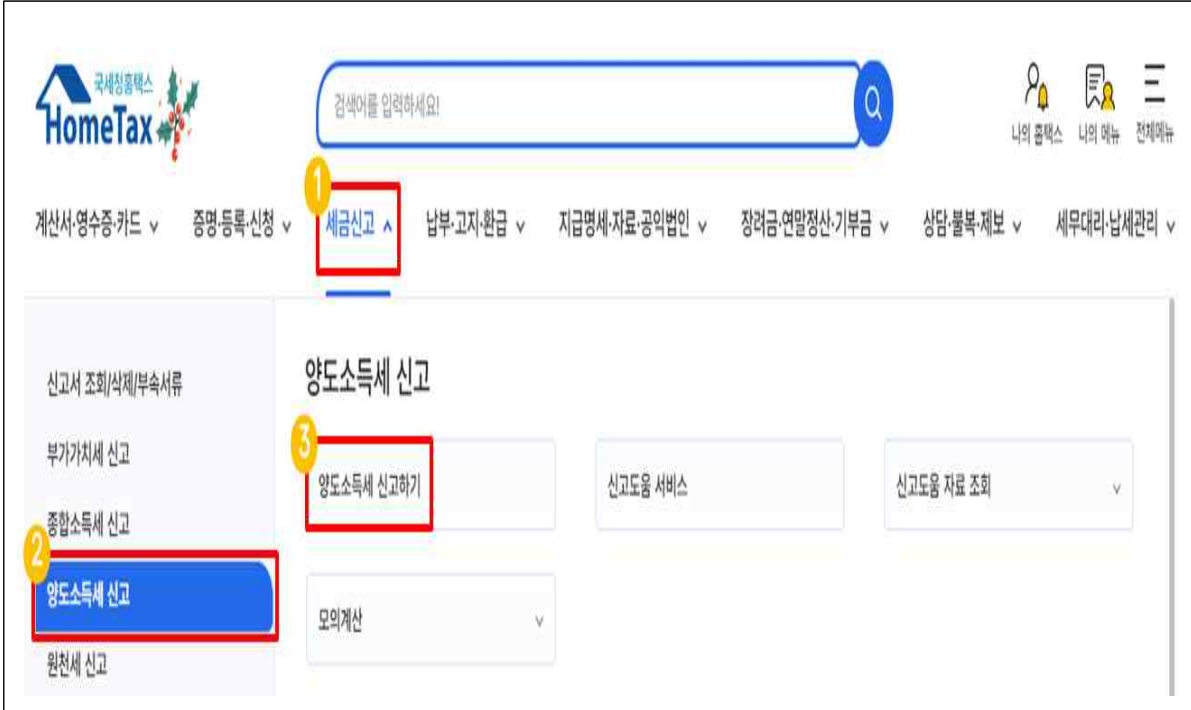 국세청홈택스
HomeTax
검색어를 입력하세요!
나의 홈택스 나의 메뉴 전체메뉴
1
계산서·영수증·카드 증명·등록·신청 세금신고 납부·고지·환급 지급명세·자료·공익법인 장려금·연말정산·기부금 상담·불복·제보 세무대리·납세관리
신고서 조회/삭제/부속서류
부가가치세 신고
종합소득세 신고
2
양도소득세 신고
원천세 신고
양도소득세 신고
3
양도소득세 신고하기 신고도움 서비스 신고도움 자료 조회
모의계산